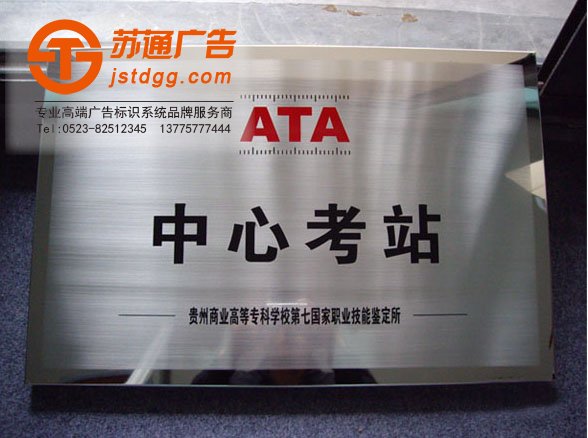 苏通广告
jstdgg.com
专业高端广告标识系统品牌服务商
Tel:0523-82512345 13775777444
ATA
中心考站
贵州商业高等专科学校第七国家职业技能鉴定所